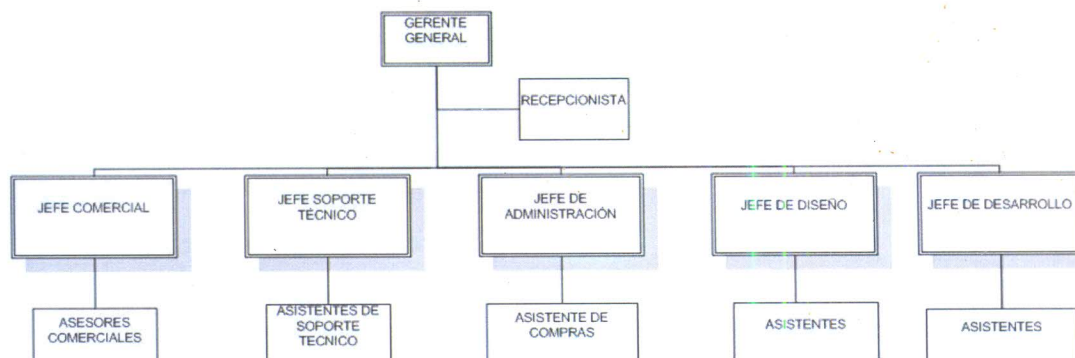 GERENTE
GENERAL
RECEPCIONISTA
JEFE COMERCIAL
JEFE SOPORTE
TÉCNICO
JEFE DE
ADMINISTRACIÓN
JEFE DE DISEÑO
JEFE DE DESARROLLO
ASESORES
COMERCIALES
ASISTENTES DE
SOPORTE
TECNICO
ASISTENTE DE
COMPRAS
ASISTENTES
ASISTENTES